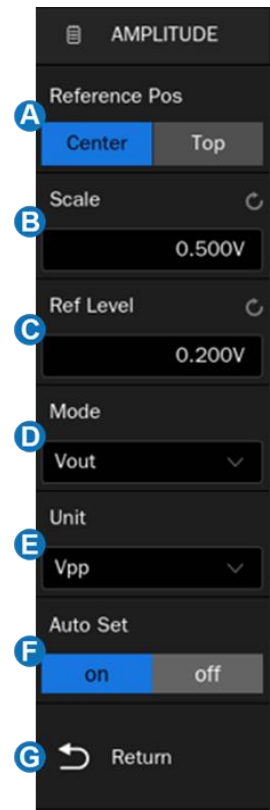 AMPLITUDE
Reference Pos
A
Center Top
Scale
B
0.500V
Ref Level
C
0.200V
Mode
D
Vout
Unit
E
Vpp
Auto Set
F
on off
G Return